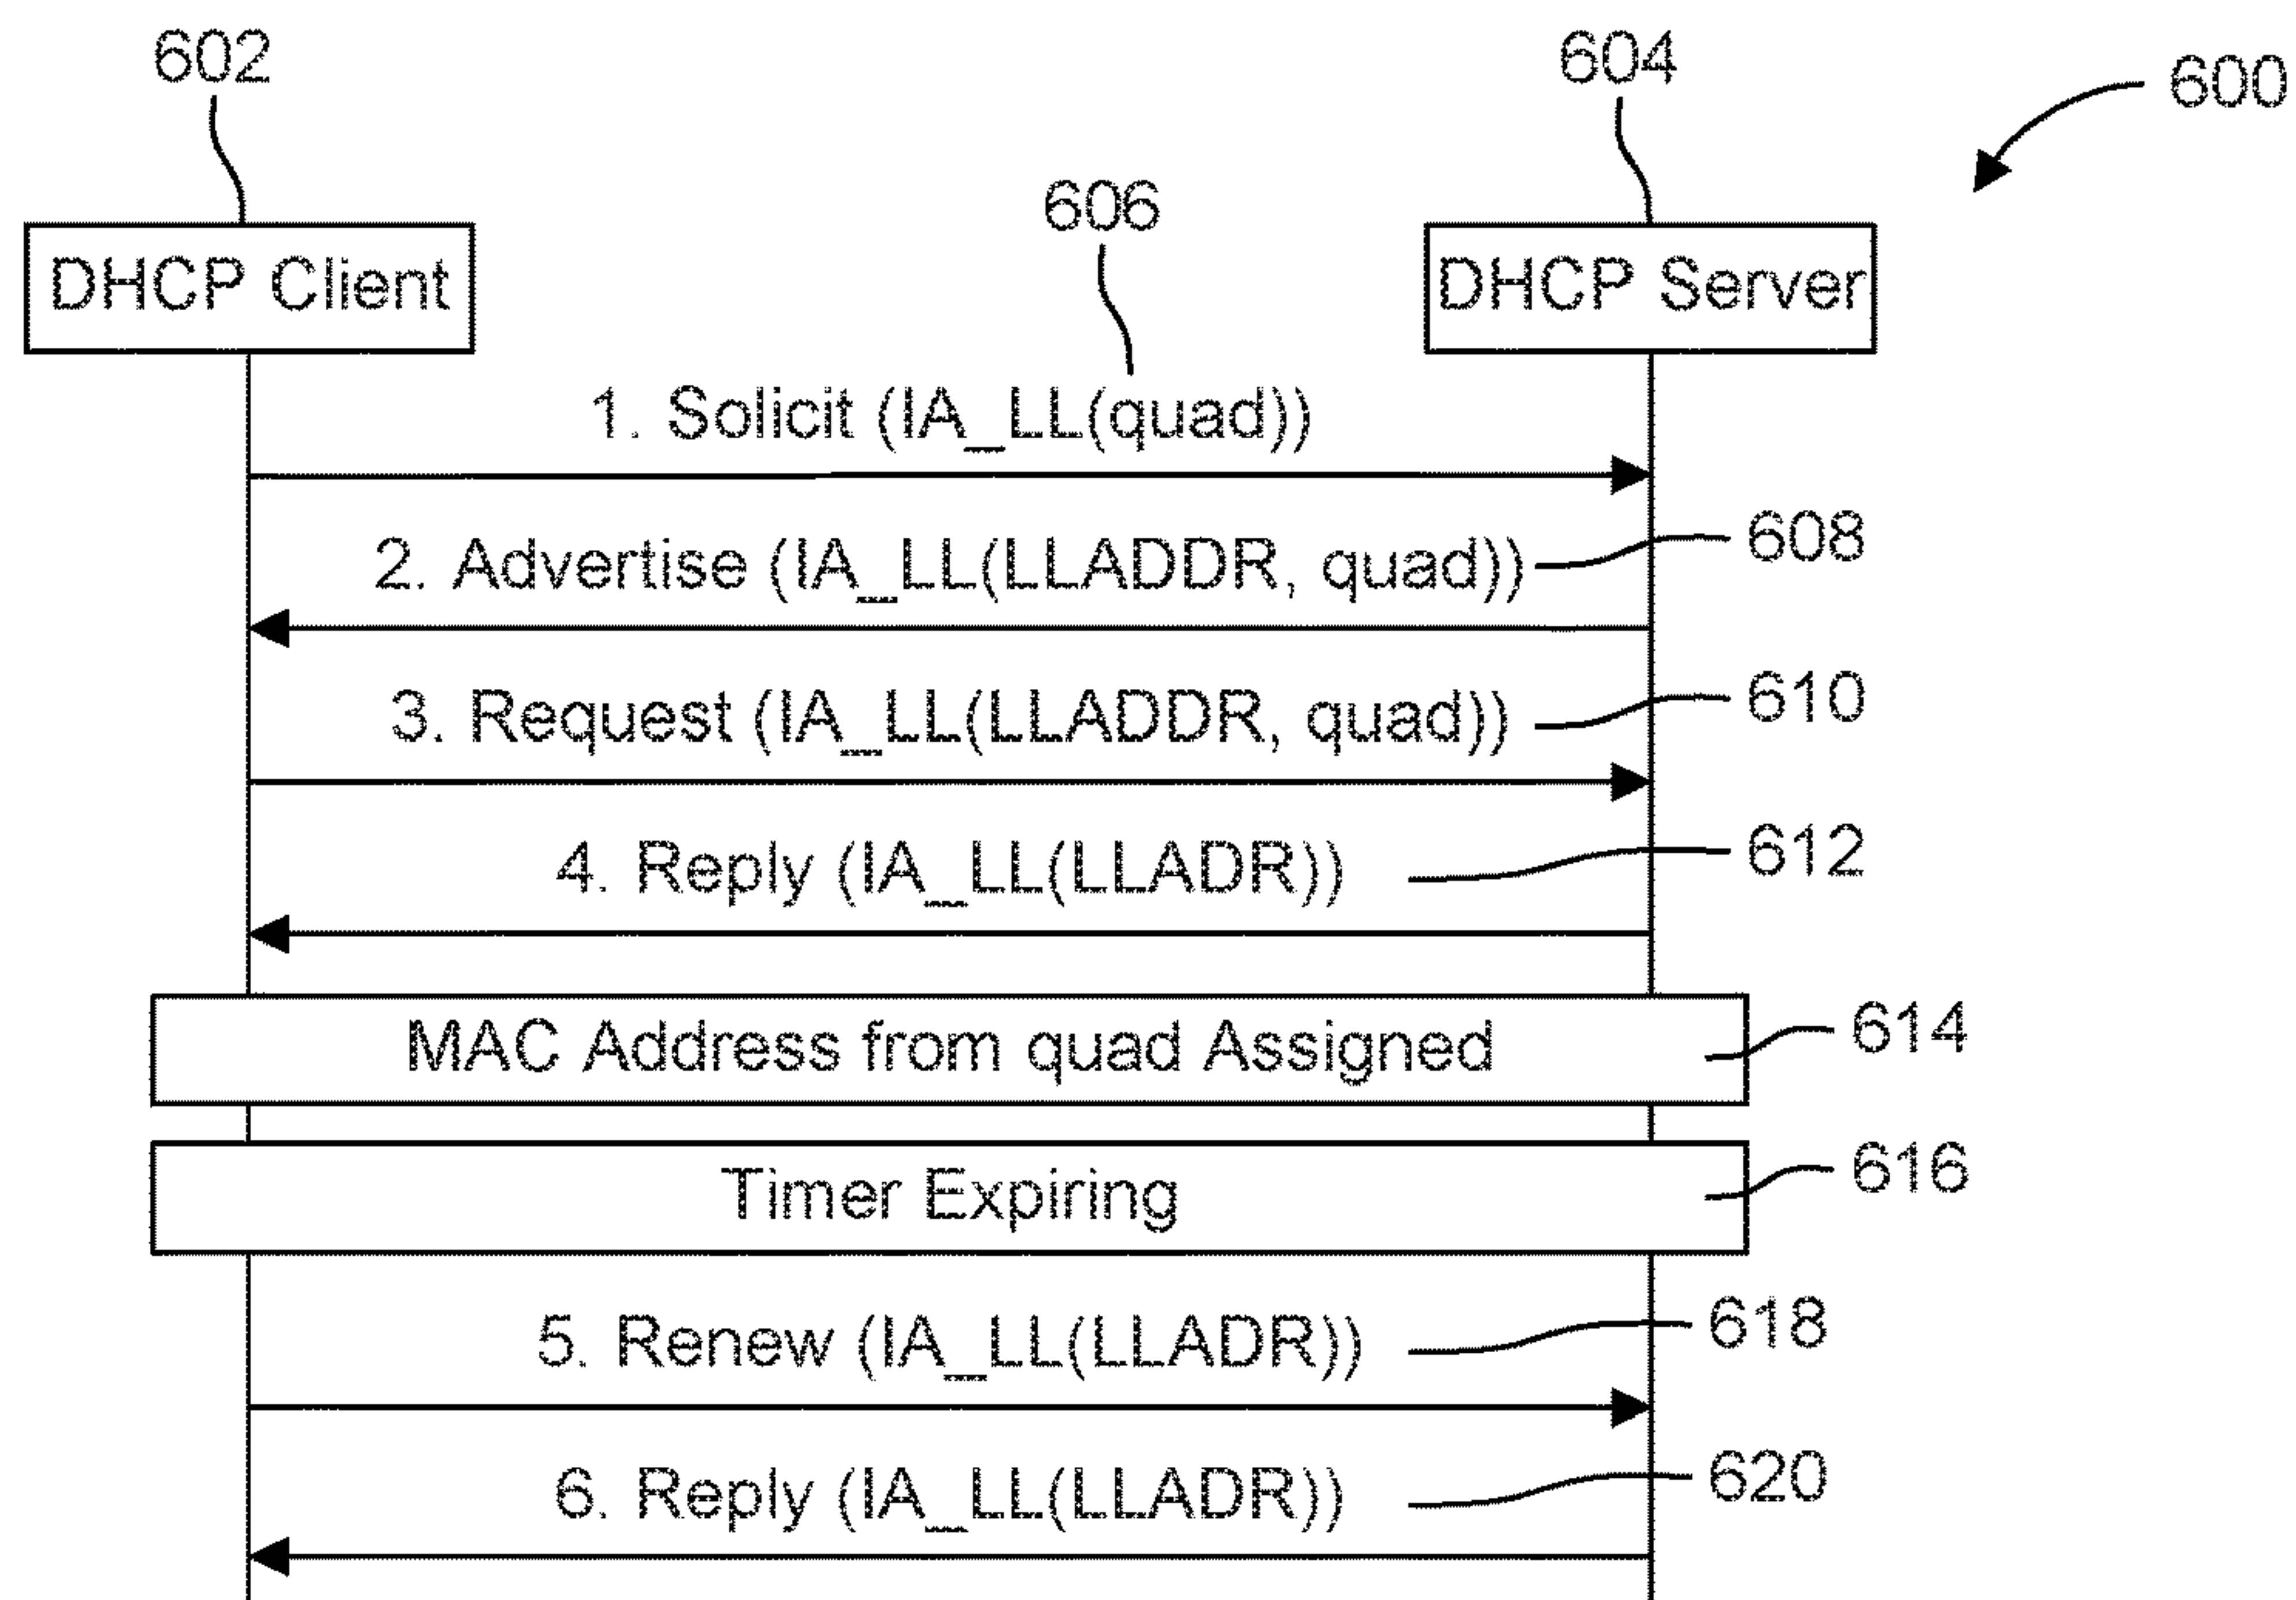 602
604
600
606
DHCP Client
DHCP Server
1. Solicit (IA_LL(quad))
2. Advertise (IA_LL(LLADDR, quad))
608
3. Request (IA_LL(LLADDR, quad))
610
4. Reply (IA_LL(LLADR))
612
MAC Address from quad Assigned
614
Timer Expiring
616
5. Renew (IA_LL(LLADR))
618
6. Reply (IA_LL(LLADR))
620